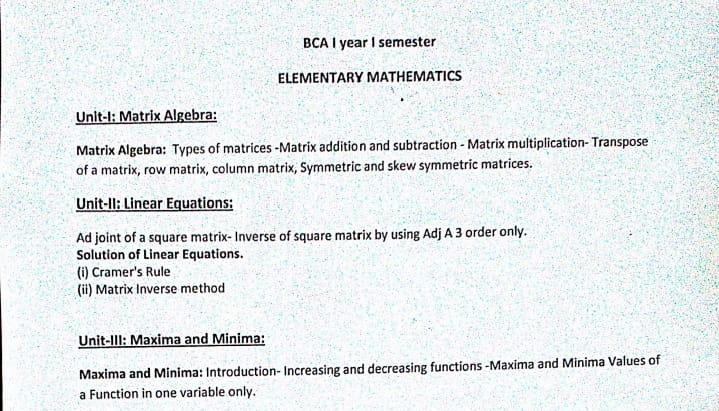 BCA I year I semester
ELEMENTARY MATHEMATICS
Unit-I: Matrix Algebra:
Matrix Algebra: Types of matrices -Matrix addition and subtraction - Matrix multiplication- Transpose
of a matrix, row matrix, column matrix, Symmetric and skew symmetric matrices.
Unit-II: Linear Equations:
Ad joint of a square matrix- Inverse of square matrix by using Adj A 3 order only.
Solution of Linear Equations.
(i) Cramer's Rule
(ii) Matrix Inverse method
Unit-III: Maxima and Minima:
Maxima and Minima: Introduction- Increasing and decreasing functions -Maxima and Minima Values of
a Function in one variable only.